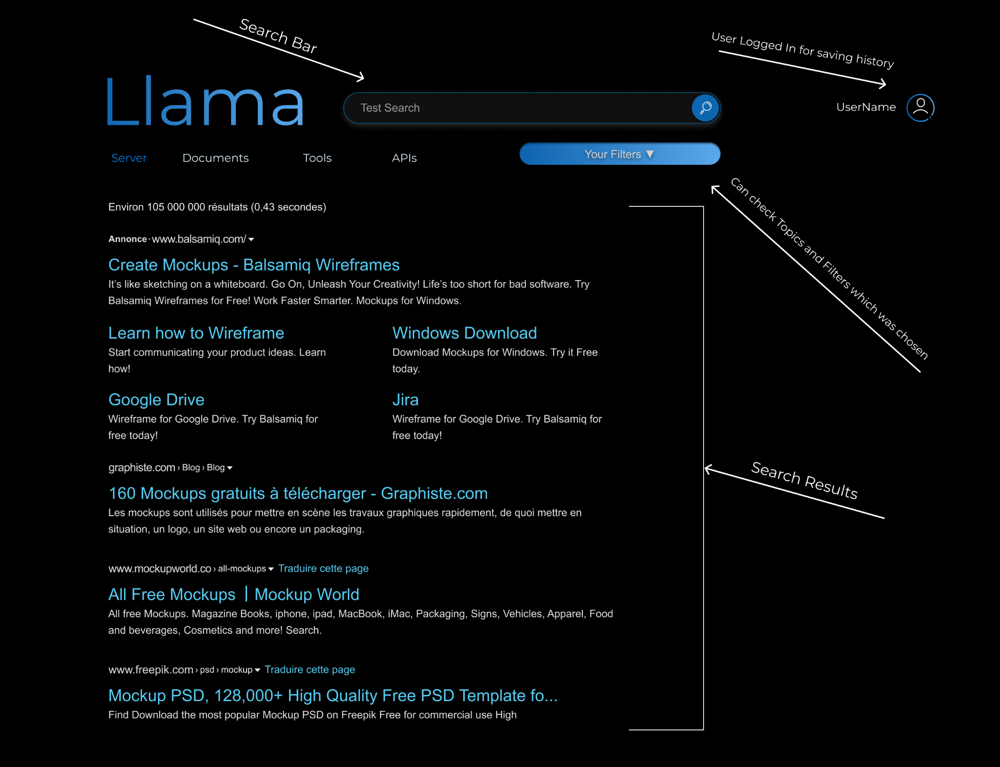 Search Bar
User Logged In for saving history
Llama
Test Search
UserName
Server
Documents
Tools
APIs
Your Filters ▼
Can check Topics and Filters which was chosen
Environ 105 000 000 résultats (0,43 secondes)
Annonce · www.balsamiq.com/
Create Mockups - Balsamiq Wireframes
It’s like sketching on a whiteboard. Go On, Unleash Your Creativity! Life’s too short for bad software. Try
Balsamiq Wireframes for Free! Work Faster Smarter. Mockups for Windows.
Learn how to Wireframe
Start communicating your product ideas. Learn
how!
Windows Download
Download Mockups for Windows. Try it Free
today.
Google Drive
Wireframe for Google Drive. Try Balsamiq for
free today!
Jira
Wireframe for Google Drive. Try Balsamiq for
free today!
Search Results
graphiste.com › Blog › Blog
160 Mockups gratuits à télécharger - Graphiste.com
Les mockups sont utilisés pour mettre en scène les travaux graphiques rapidement, de quoi mettre en
situation, un logo, un site web ou encore un packaging.
www.mockupworld.co › all-mockups Traduire cette page
All Free Mockups | Mockup World
All free Mockups. Magazine Books, iphone, ipad, MacBook, iMac, Packaging, Signs, Vehicles, Apparel, Food
and beverages, Cosmetics and more! Search.
www.freepik.com › psd › mockup Traduire cette page
Mockup PSD, 128,000+ High Quality Free PSD Template fo...
Find Download the most popular Mockup PSD on Freepik Free for commercial use High